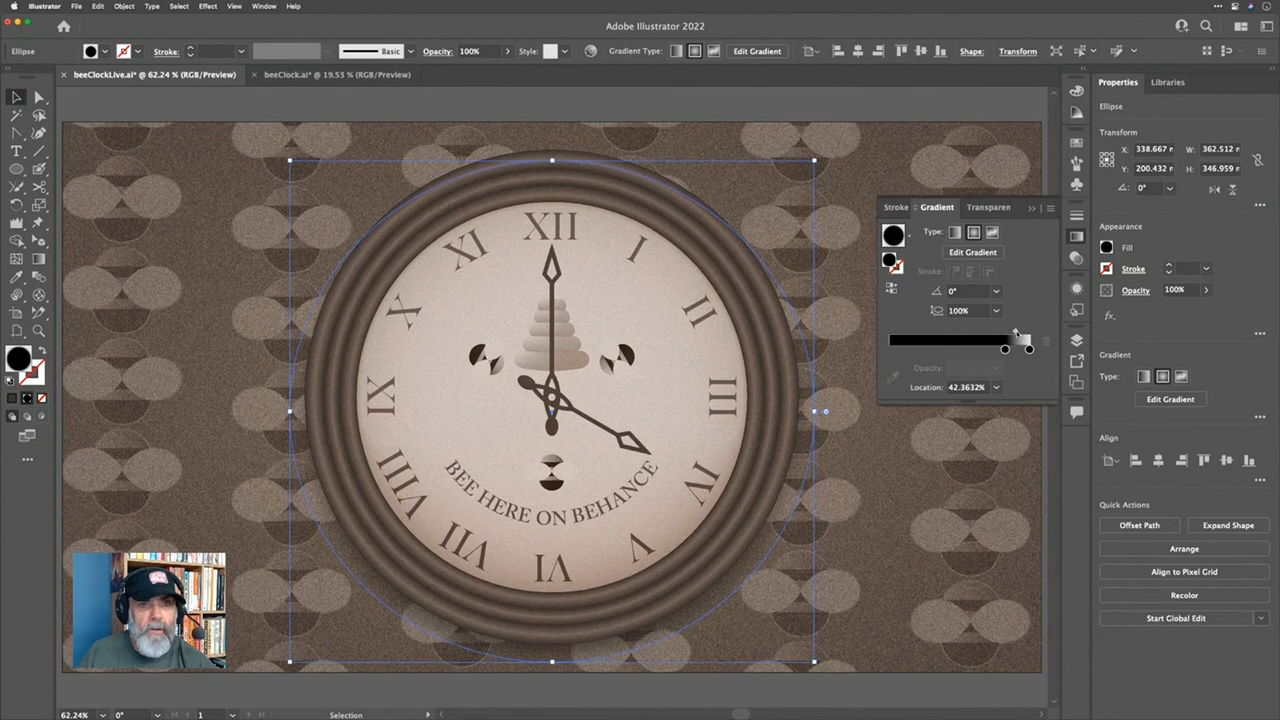 Illustrator File Edit Object Type Select Effect View Window Help
Adobe Illustrator 2022
Ellipse Stroke: Basic Opacity: 100% Style: Gradient Type: Edit Gradient Shape: Transform
beeClockLive.ai* @ 62.24 % (RGB/Preview) beeClock.ai* @ 19.53 % (RGB/Preview)
Properties Libraries
Ellipse
Transform
X: 338.667 n W: 362.512 n
Y: 200.432 n H: 346.959 n
0°
Appearance
Fill
Stroke
Opacity 100%
fx.
Gradient
Type:
Edit Gradient
Align
Quick Actions
Offset Path Expand Shape
Arrange
Align to Pixel Grid
Recolor
Start Global Edit
Stroke Gradient Transparen
Type:
Edit Gradient
Stroke:
0°
100%
Opacity:
Location: 42.3632%
XII
I
II
III
IV
V
VI
VII
VIII
IX
X
XI
BEE HERE ON BEHANCE
62.24% 0° 1 Selection